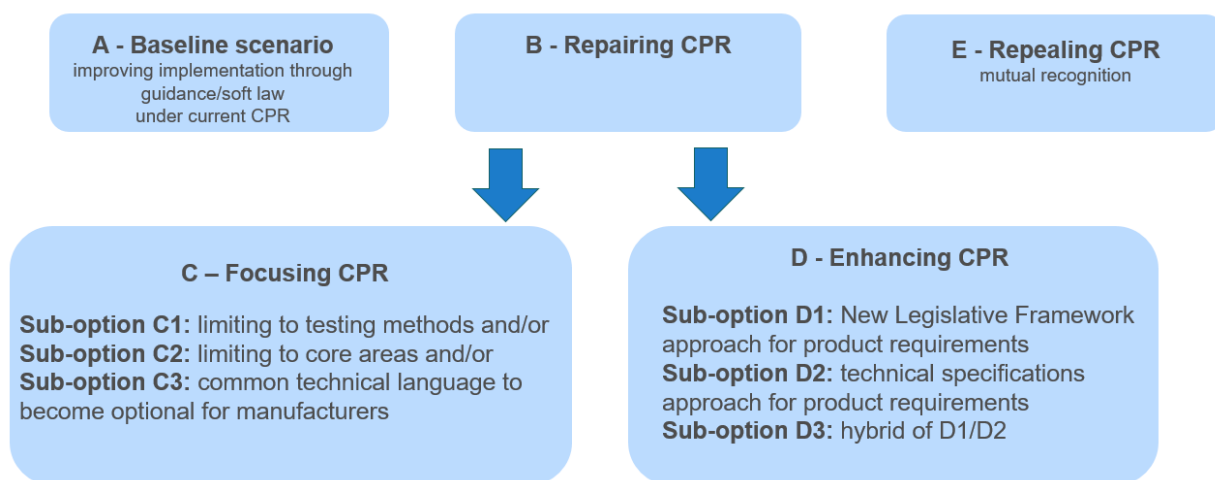 A - Baseline scenario
improving implementation through
guidance/soft law
under current CPR
B - Repairing CPR
E - Repealing CPR
mutual recognition
C – Focusing CPR
Sub-option C1: limiting to testing methods and/or
Sub-option C2: limiting to core areas and/or
Sub-option C3: common technical language to
become optional for manufacturers
D - Enhancing CPR
Sub-option D1: New Legislative Framework
approach for product requirements
Sub-option D2: technical specifications
approach for product requirements
Sub-option D3: hybrid of D1/D2